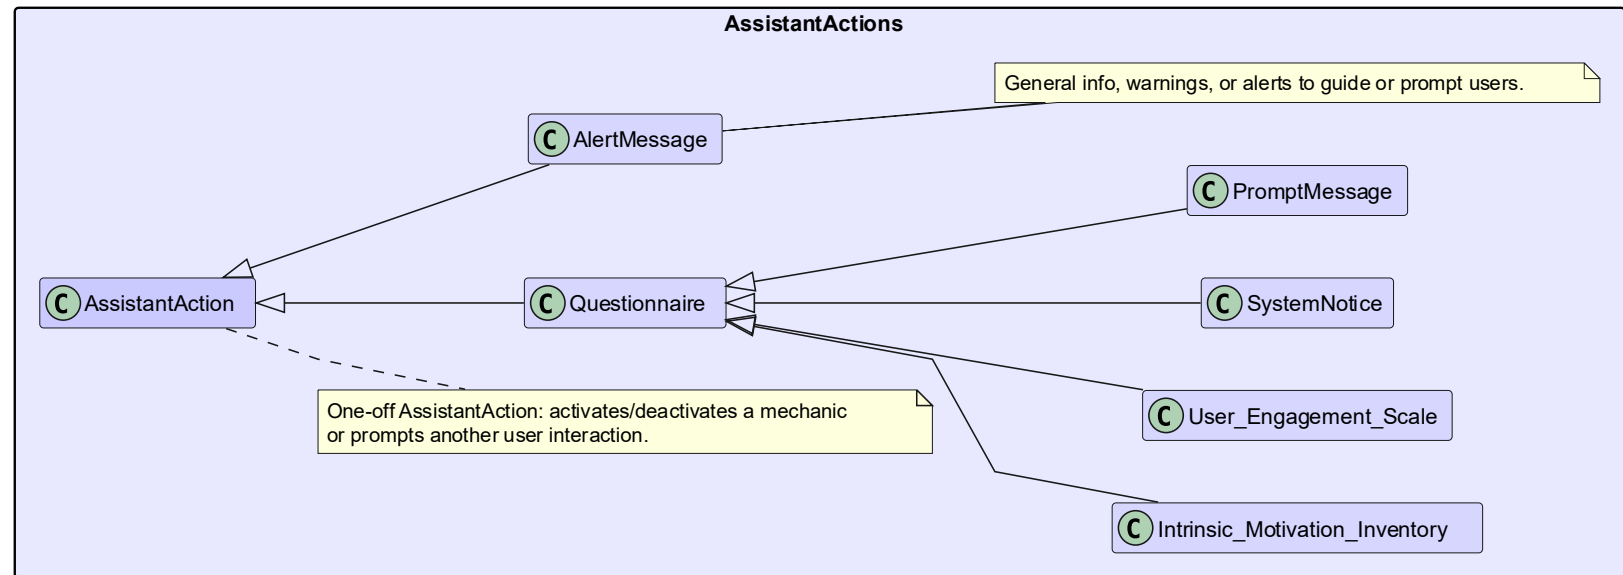 AssistantActions
General info, warnings, or alerts to guide or prompt users.
C AlertMessage
C PromptMessage
C AssistantAction
C Questionnaire
C SystemNotice
One-off AssistantAction: activates/deactivates a mechanic
or prompts another user interaction.
C User_Engagement_Scale
C Intrinsic_Motivation_Inventory